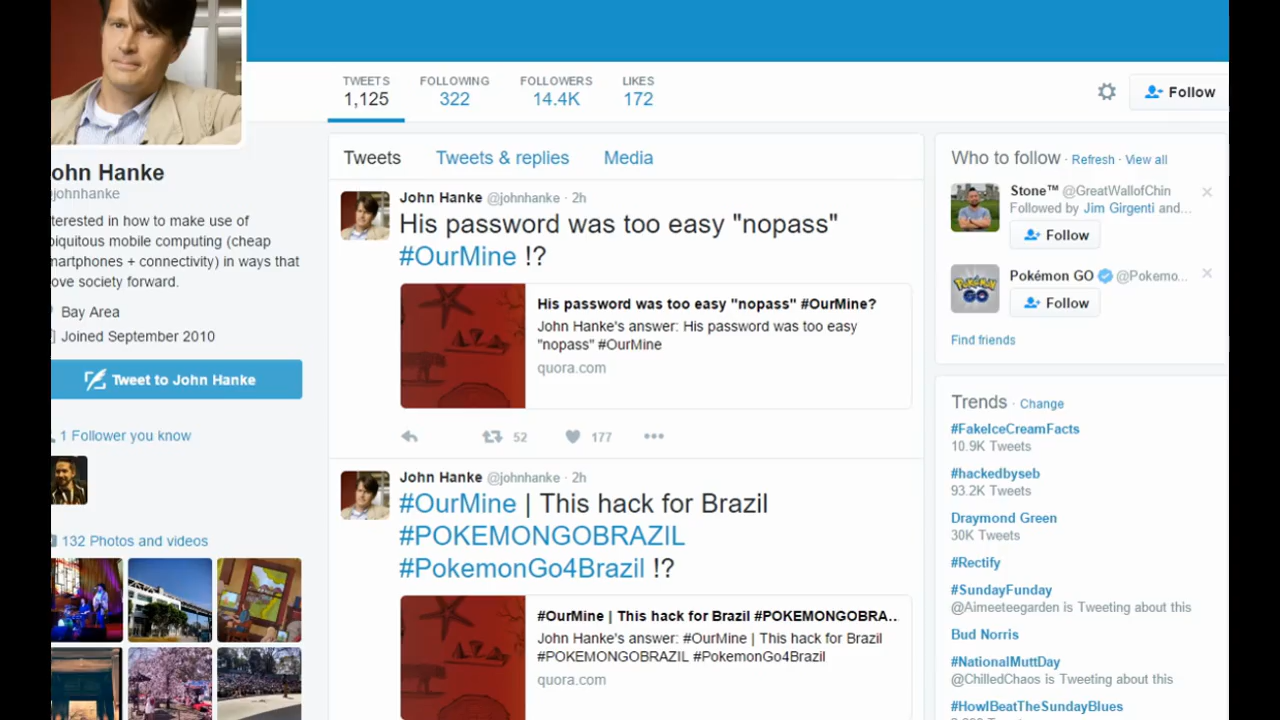 TWEETS
1,125
FOLLOWING
322
FOLLOWERS
14.4K
LIKES
172
Follow
ohn Hanke
johnhanke
terested in how to make use of
biquitous mobile computing (cheap
martphones + connectivity) in ways that
ove society forward.
Bay Area
Joined September 2010
Tweet to John Hanke
1 Follower you know
132 Photos and videos
Tweets Tweets & replies Media
John Hanke @johnhanke · 2h
His password was too easy "nopass"
#OurMine !?
His password was too easy "nopass" #OurMine?
John Hanke's answer: His password was too easy
"nopass" #OurMine
quora.com
52 177
John Hanke @johnhanke · 2h
#OurMine | This hack for Brazil
#POKEMONGOBRAZIL
#PokemonGo4Brazil !?
#OurMine | This hack for Brazil #POKEMONGOBRA...
John Hanke's answer: #OurMine | This hack for Brazil
#POKEMONGOBRAZIL #PokemonGo4Brazil
quora.com
Who to follow · Refresh · View all
Stone™ @GreatWallofChin
Followed by Jim Girgenti and...
Follow
Pokémon GO @Pokemo...
Follow
Find friends
Trends · Change
#FakeIceCreamFacts
10.9K Tweets
#hackedbyseb
93.2K Tweets
Draymond Green
30K Tweets
#Rectify
#SundayFunday
@Aimeeteegarden is Tweeting about this
Bud Norris
#NationalMuttDay
@ChilledChaos is Tweeting about this
#HowIBeatTheSundayBlues